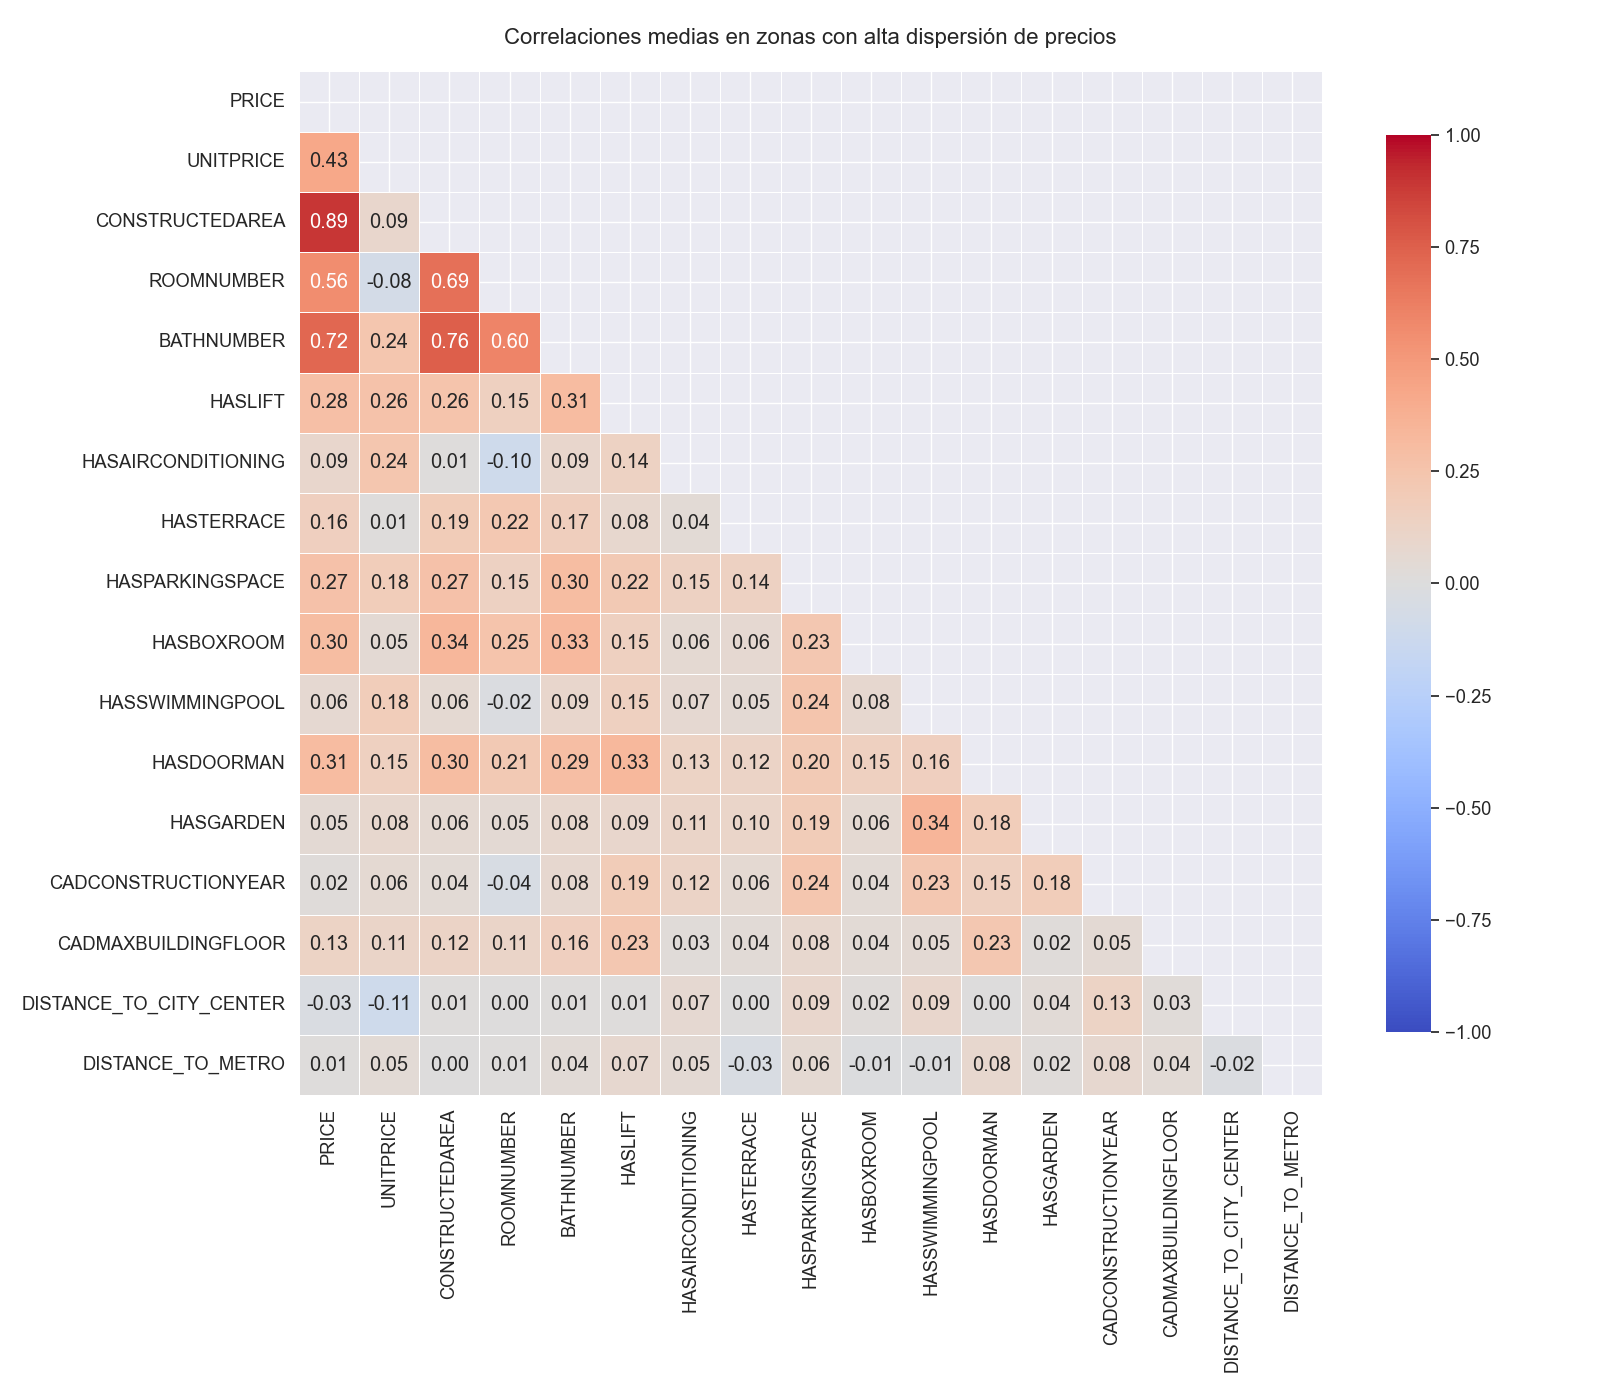 Correlaciones medias en zonas con alta dispersión de precios
PRICE
UNITPRICE 0.43
CONSTRUCTEDAREA 0.89 0.09
ROOMNUMBER 0.56 -0.08 0.69
BATHNUMBER 0.72 0.24 0.76 0.60
HASLIFT 0.28 0.26 0.26 0.15 0.31
HASAIRCONDITIONING 0.09 0.24 0.01 -0.10 0.09 0.14
HASTERRACE 0.16 0.01 0.19 0.22 0.17 0.08 0.04
HASPARKINGSPACE 0.27 0.18 0.27 0.15 0.30 0.22 0.15 0.14
HASBOXROOM 0.30 0.05 0.34 0.25 0.33 0.15 0.06 0.06 0.23
HASSWIMMINGPOOL 0.06 0.18 0.06 -0.02 0.09 0.15 0.07 0.05 0.24 0.08
HASDOORMAN 0.31 0.15 0.30 0.21 0.29 0.33 0.13 0.12 0.20 0.15 0.16
HASGARDEN 0.05 0.08 0.06 0.05 0.08 0.09 0.11 0.10 0.19 0.06 0.34 0.18
CADCONSTRUCTIONYEAR 0.02 0.06 0.04 -0.04 0.08 0.19 0.12 0.06 0.24 0.04 0.23 0.15 0.18
CADMAXBUILDINGFLOOR 0.13 0.11 0.12 0.11 0.16 0.23 0.03 0.04 0.08 0.04 0.05 0.23 0.02 0.05
DISTANCE_TO_CITY_CENTER -0.03 -0.11 0.01 0.00 0.01 0.01 0.07 0.00 0.09 0.02 0.09 0.00 0.04 0.13 0.03
DISTANCE_TO_METRO 0.01 0.05 0.00 0.01 0.04 0.07 0.05 -0.03 0.06 -0.01 -0.01 0.08 0.02 0.08 0.04 -0.02
PRICE
UNITPRICE
CONSTRUCTEDAREA
ROOMNUMBER
BATHNUMBER
HASLIFT
HASAIRCONDITIONING
HASTERRACE
HASPARKINGSPACE
HASBOXROOM
HASSWIMMINGPOOL
HASDOORMAN
HASGARDEN
CADCONSTRUCTIONYEAR
CADMAXBUILDINGFLOOR
DISTANCE_TO_CITY_CENTER
DISTANCE_TO_METRO
1.00
0.75
0.50
0.25
0.00
−0.25
−0.50
−0.75
−1.00